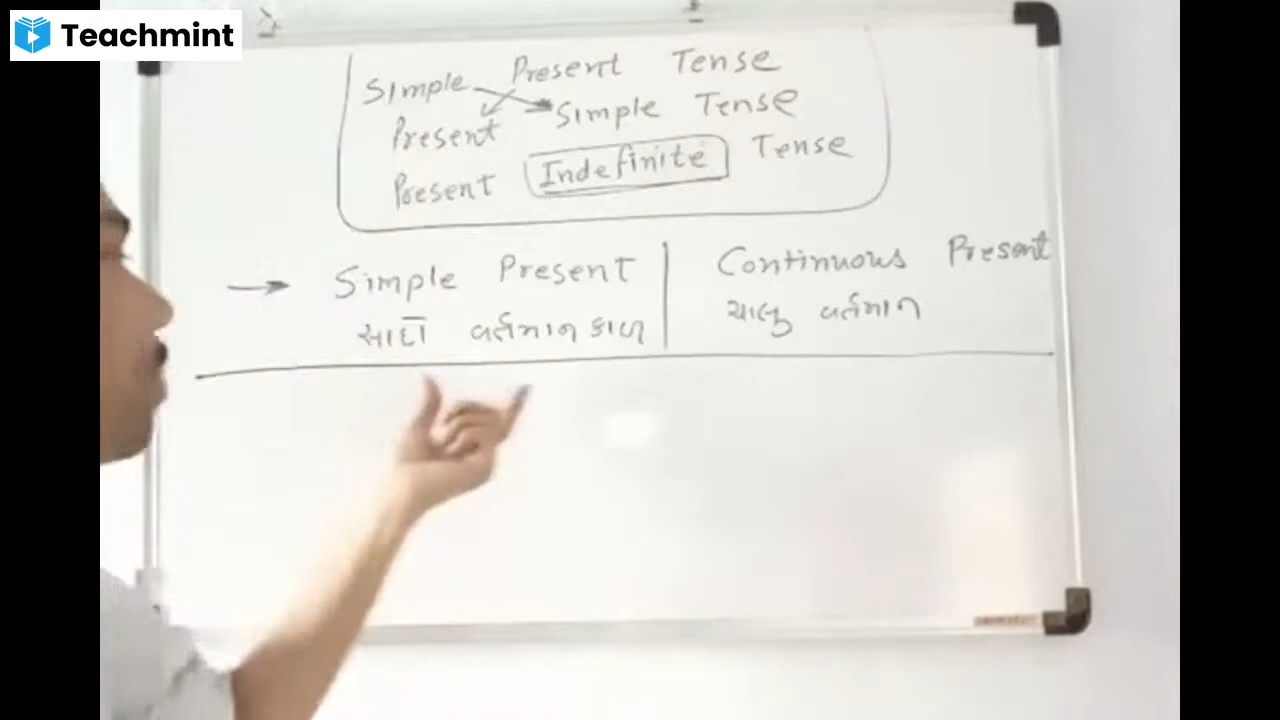 Teachmint
Simple Present Tense
Present Simple Tense
Present Indefinite Tense
→ Simple Present | Continuous Present
સાદો વર્તમાન કાળ | ચાલુ વર્તમાન